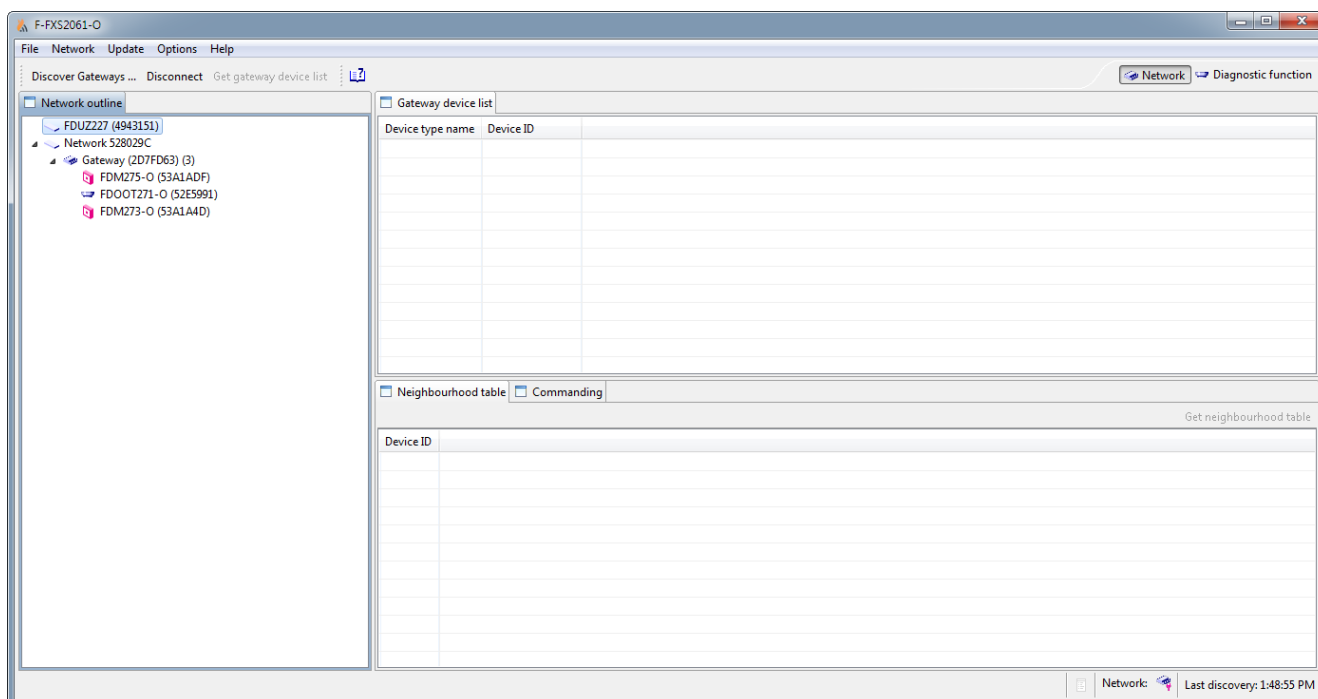 F-FXS2061-O
File Network Update Options Help
Discover Gateways ... Disconnect Get gateway device list
Network Diagnostic function
Network outline
FDUZ227 (4943151)
Network 528029C
Gateway (2D7FD63) (3)
FDM275-O (53A1ADF)
FDOOT271-O (52E5991)
FDM273-O (53A1A4D)
Gateway device list
Device type name Device ID
Neighbourhood table Commanding
Get neighbourhood table
Device ID
Network: Last discovery: 1:48:55 PM